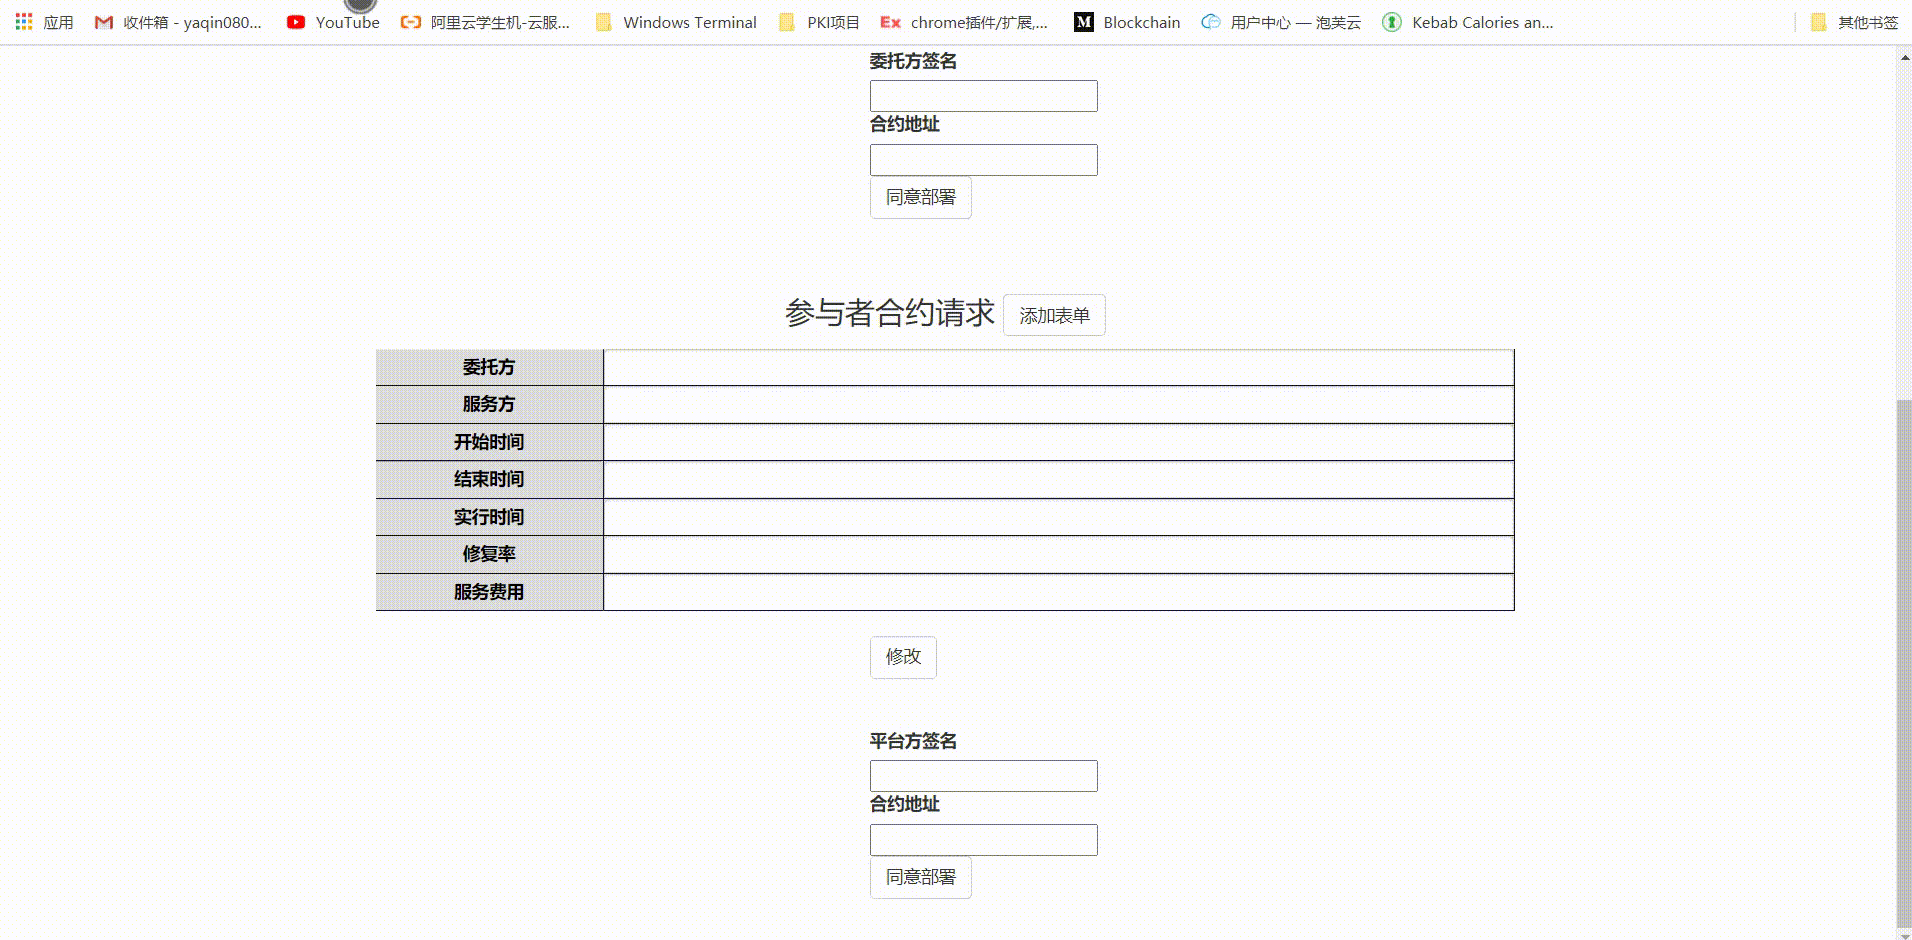 应用 收件箱 - yaqin080... YouTube 阿里云学生机-云服... Windows Terminal PKI项目 Ex chrome插件/扩展,... M Blockchain 用户中心 — 泡芙云 Kebab Calories an... 其他书签
委托方签名
合约地址
同意部署
参与者合约请求 添加表单
委托方
服务方
开始时间
结束时间
实行时间
修复率
服务费用
修改
平台方签名
合约地址
同意部署